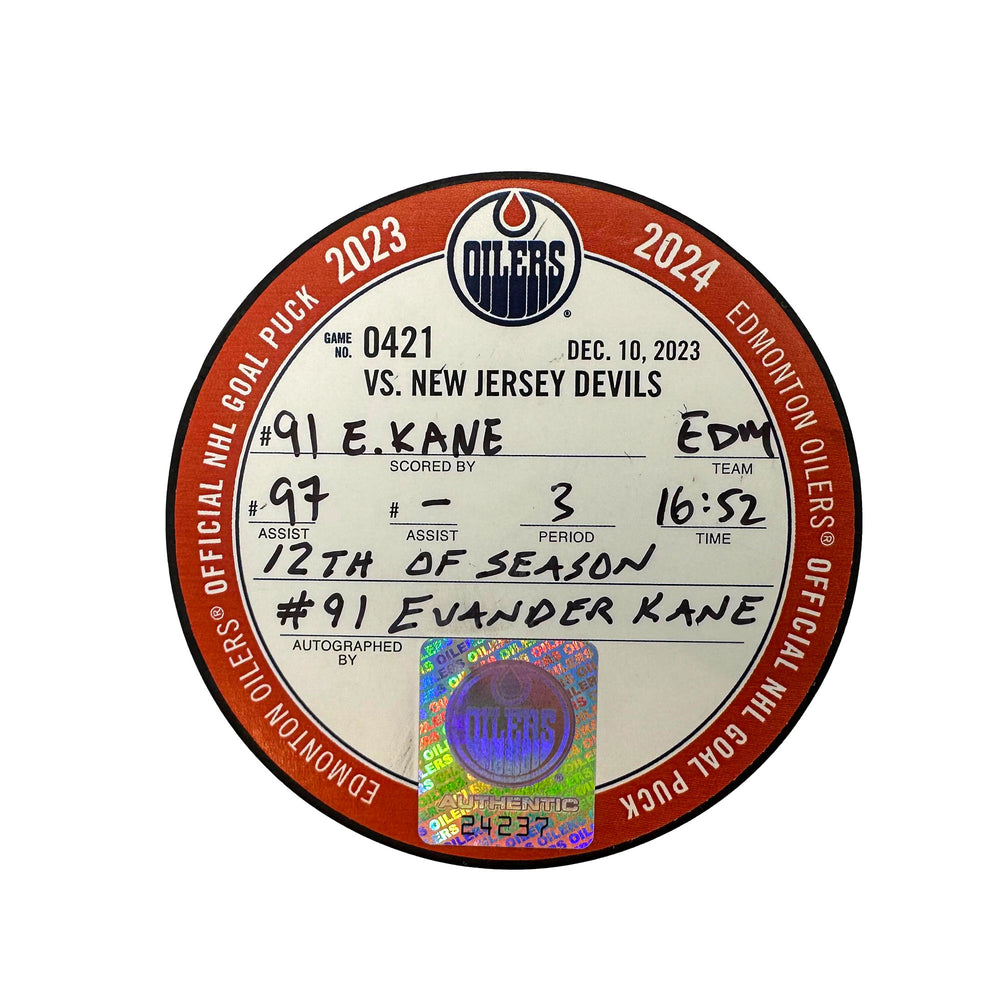 2023 2024
OILERS
EDMONTON OILERS® OFFICIAL NHL GOAL PUCK
EDMONTON OILERS® OFFICIAL NHL GOAL PUCK
GAME NO. 0421 DEC. 10, 2023
VS. NEW JERSEY DEVILS
#91 E. KANE EDM
SCORED BY TEAM
#97 # - 3 16:52
ASSIST ASSIST PERIOD TIME
12TH OF SEASON
#91 EVANDER KANE
AUTOGRAPHED
BY
OILERS
AUTHENTIC
24237